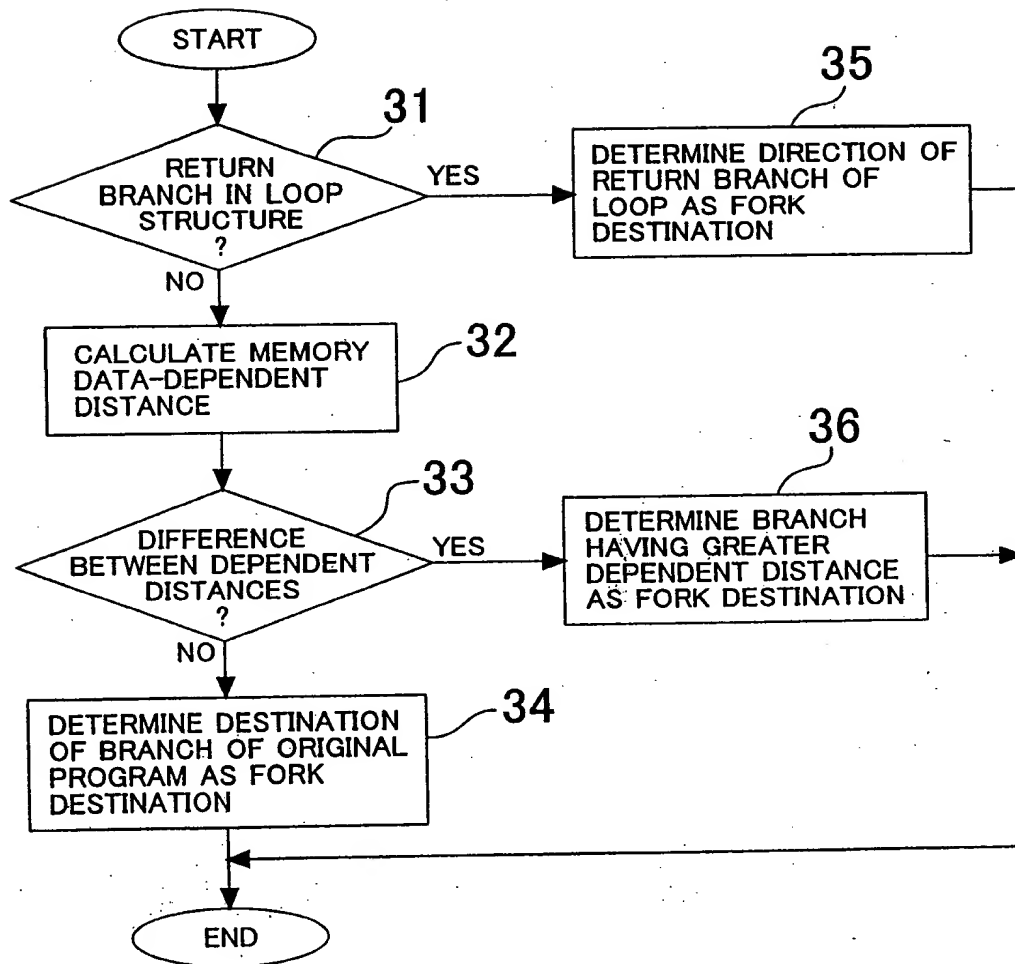 START
31
RETURN
BRANCH IN LOOP
STRUCTURE
?
YES
NO
35
DETERMINE DIRECTION OF
RETURN BRANCH OF
LOOP AS FORK
DESTINATION
32
CALCULATE MEMORY
DATA-DEPENDENT
DISTANCE
33
DIFFERENCE
BETWEEN DEPENDENT
DISTANCES
?
YES
NO
36
DETERMINE BRANCH
HAVING GREATER
DEPENDENT DISTANCE
AS FORK DESTINATION
34
DETERMINE DESTINATION
OF BRANCH OF ORIGINAL
PROGRAM AS FORK
DESTINATION
END